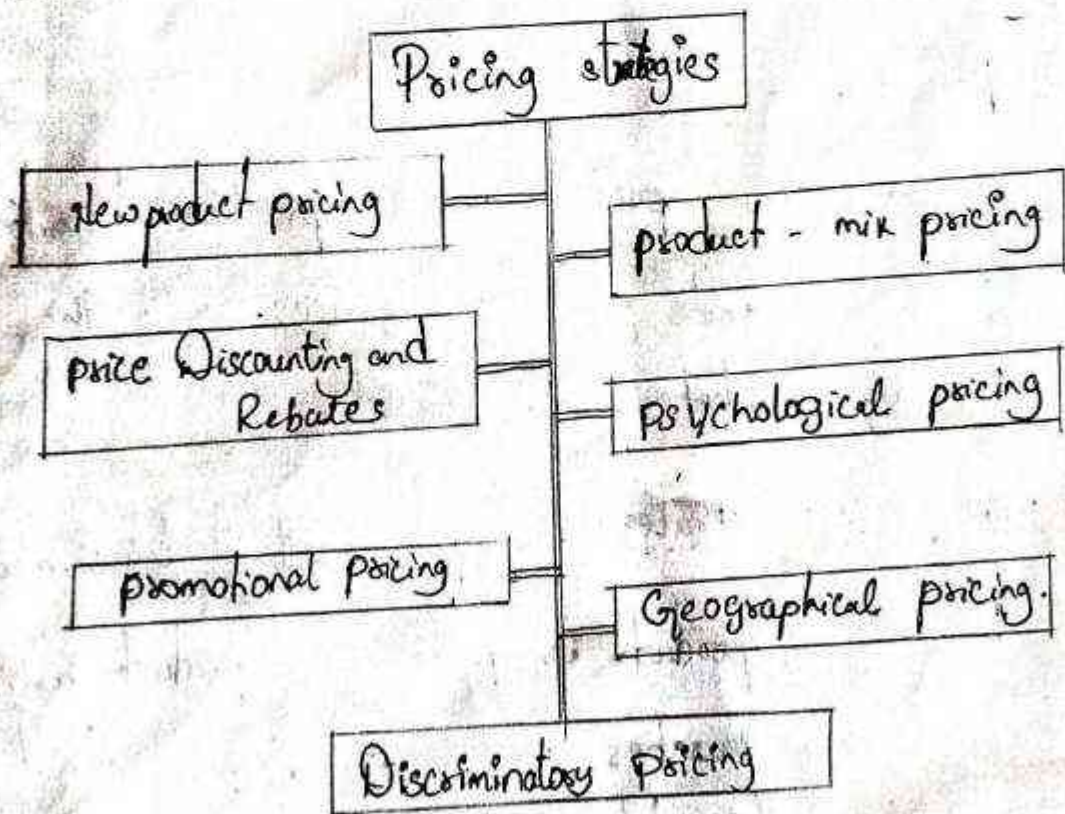 Pricing strategies
New product pricing
product - mix pricing
price Discounting and
Rebates
psychological pricing
promotional pricing
Geographical pricing.
Discriminatory pricing